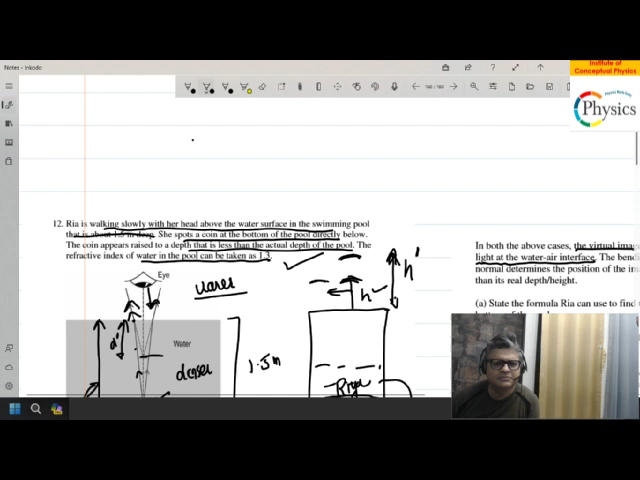 Institute of
Conceptual Physics
Physics
Notes - Inkodo
12. Ria is walking slowly with her head above the water surface in the swimming pool
that is about 1.5 m deep. She spots a coin at the bottom of the pool directly below.
The coin appears raised to a depth that is less than the actual depth of the pool. The
refractive index of water in the pool can be taken as 1.3.
In both the above cases, the virtual imag
light at the water-air interface. The bend
normal determines the position of the im
than its real depth/height.
(a) State the formula Ria can use to find
Eye
rarer
h'
h
Water
d'
denser
1.5m